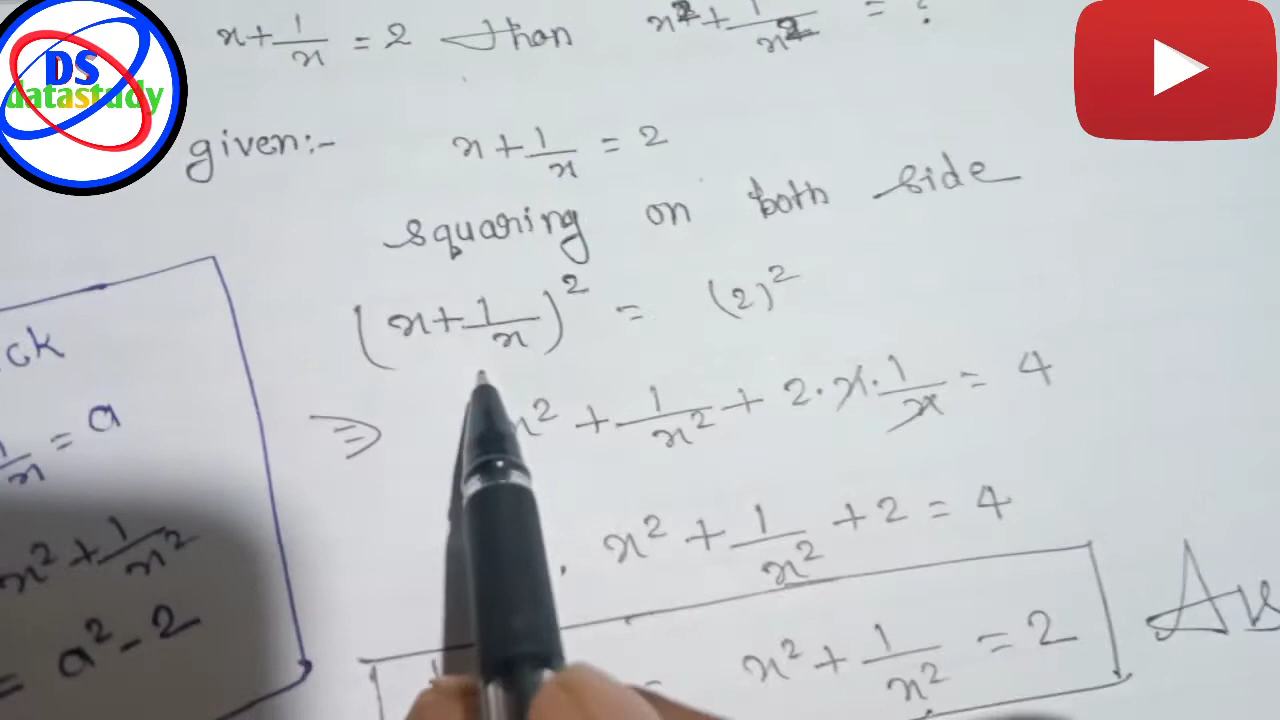 DS
datastudy
x + 1/x = 2 than x² + 1/x² = ?
given:- x + 1/x = 2
squaring on both side
(x + 1/x)² = (2)²
⇒ x² + 1/x² + 2·x·1/x = 4
x² + 1/x² + 2 = 4
x² + 1/x² = 2
1/x = a
x² + 1/x²
= a² - 2